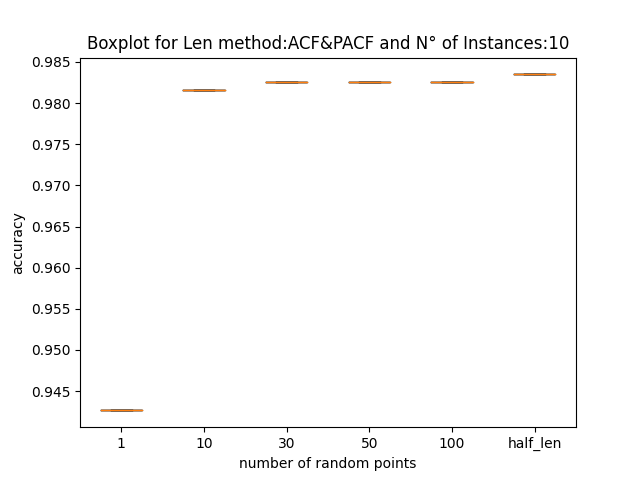 Boxplot for Len method:ACF&PACF and N° of Instances:10
0.985
0.980
0.975
0.970
0.965
0.960
0.955
0.950
0.945
accuracy
1 10 30 50 100 half_len
number of random points